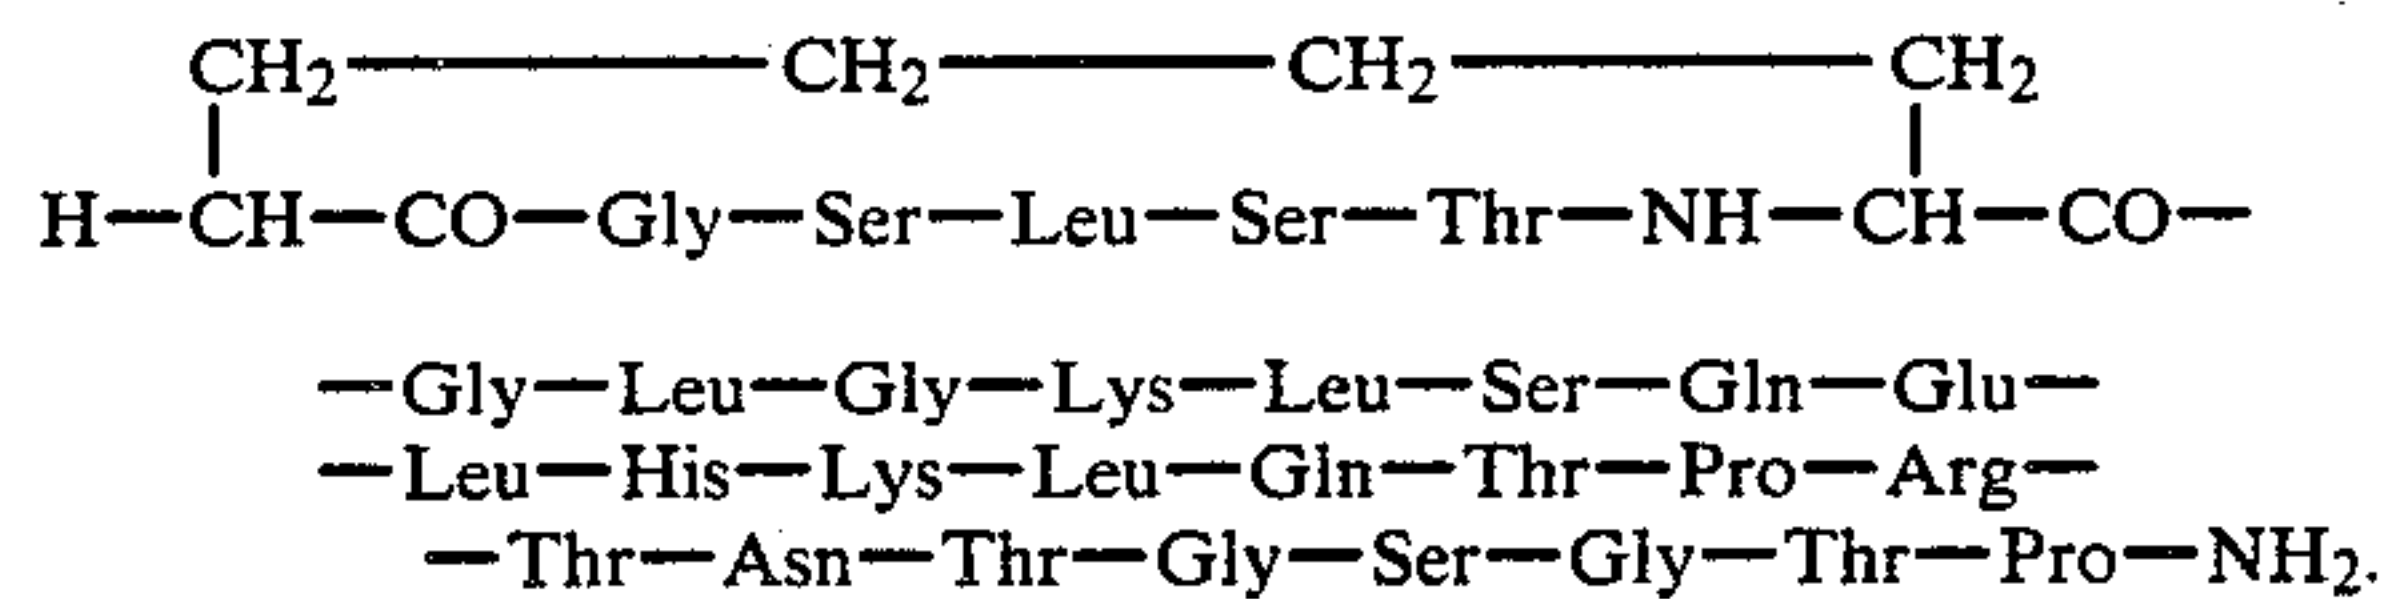 CH₂—CH₂—CH₂—CH₂
H—CH—CO—Gly—Ser—Leu—Ser—Thr—NH—CH—CO—
—Gly—Leu—Gly—Lys—Leu—Ser—Gln—Glu—
—Leu—His—Lys—Leu—Gln—Thr—Pro—Arg—
—Thr—Asn—Thr—Gly—Ser—Gly—Thr—Pro—NH₂.